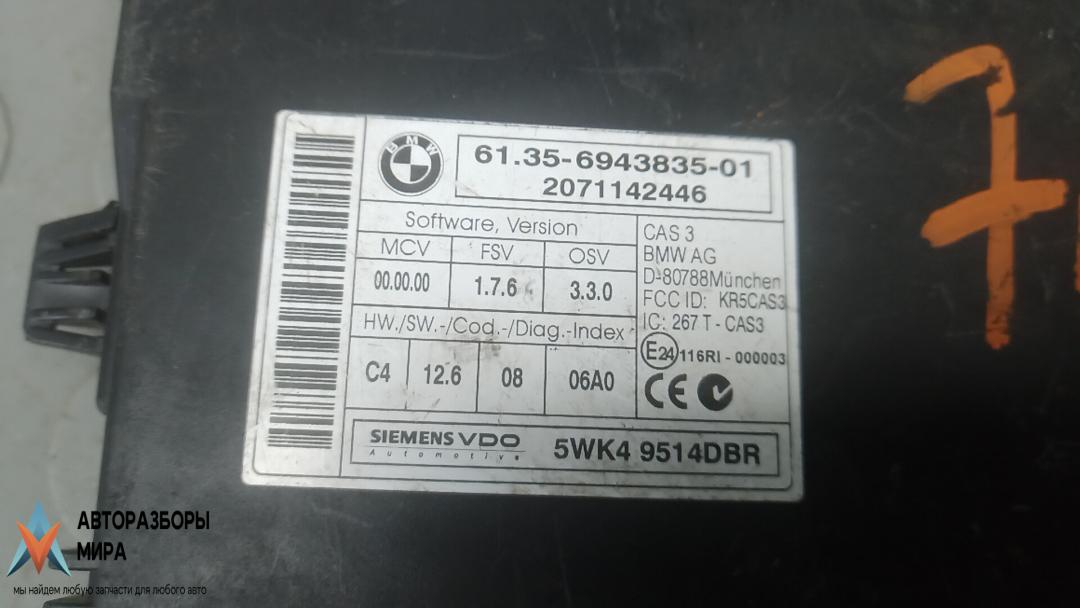 BMW
61.35-6943835-01
2071142446
Software, Version
MCV FSV OSV
00.00.00 1.7.6 3.3.0
HW./SW.-/Cod.-/Diag.-Index
C4 12.6 08 06A0
CAS 3
BMW AG
D-80788München
FCC ID: KR5CAS3
IC: 267 T - CAS3
E24 116RI - 000003
CE
SIEMENS VDO
Automotive
5WK4 9514DBR
7
АВТОРАЗБОРЫ
МИРА
мы найдем любую запчасти для любого авто